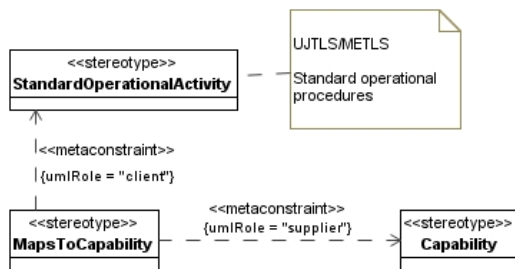 <<stereotype>>
StandardOperationalActivity
UJTLS/METLS
Standard operational
procedures
<<metaconstraint>>
{umlRole = "client"}
<<metaconstraint>>
{umlRole = "supplier"}
<<stereotype>>
MapsToCapability
<<stereotype>>
Capability